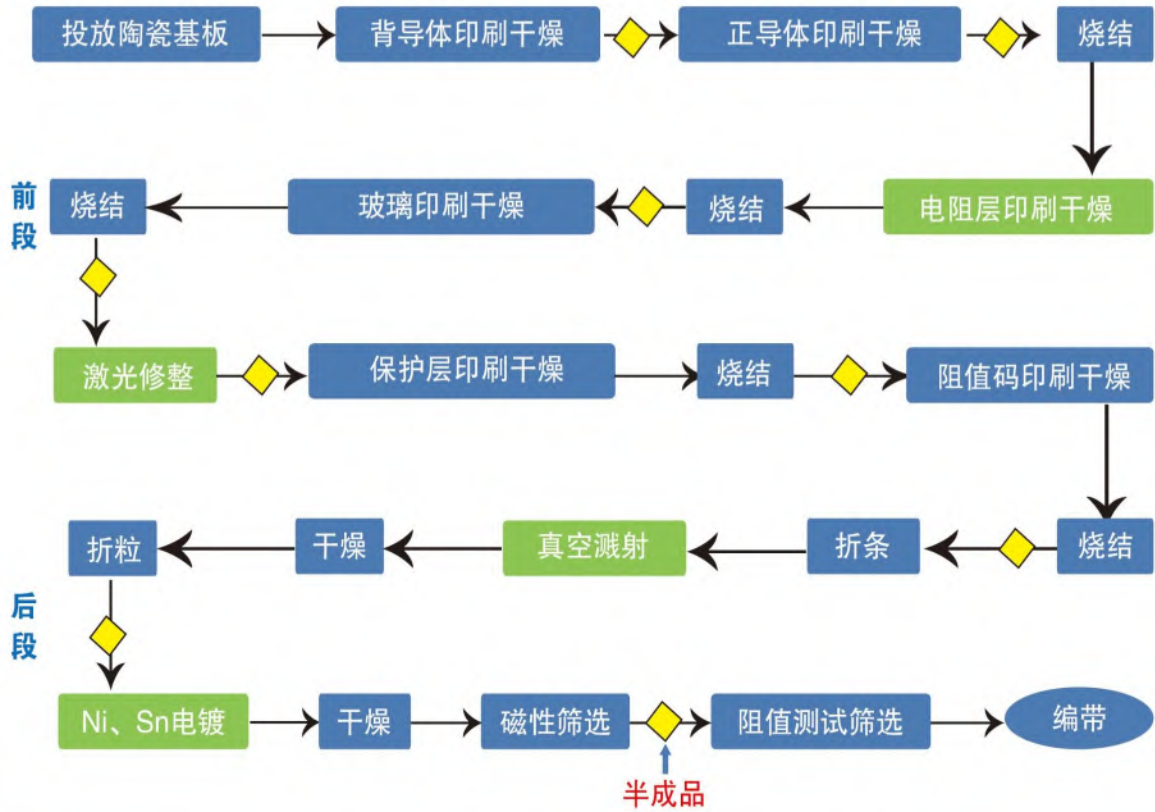 投放陶瓷基板
背导体印刷干燥
正导体印刷干燥
烧结
前段
烧结
玻璃印刷干燥
烧结
电阻层印刷干燥
激光修整
保护层印刷干燥
烧结
阻值码印刷干燥
折粒
干燥
真空溅射
折条
烧结
后段
Ni、Sn电镀
干燥
磁性筛选
阻值测试筛选
编带
半成品